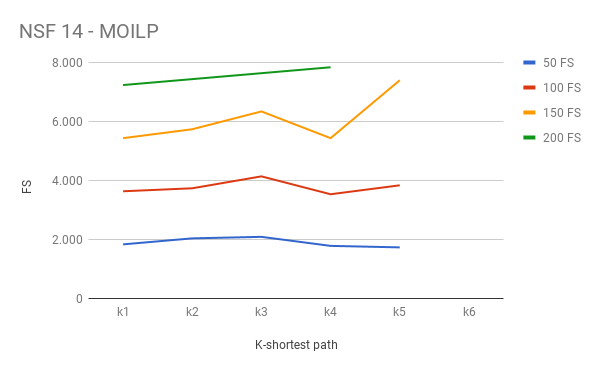 NSF 14 - MOILP
8.000
6.000
4.000
2.000
0
FS
k1 k2 k3 k4 k5 k6
K-shortest path
50 FS
100 FS
150 FS
200 FS